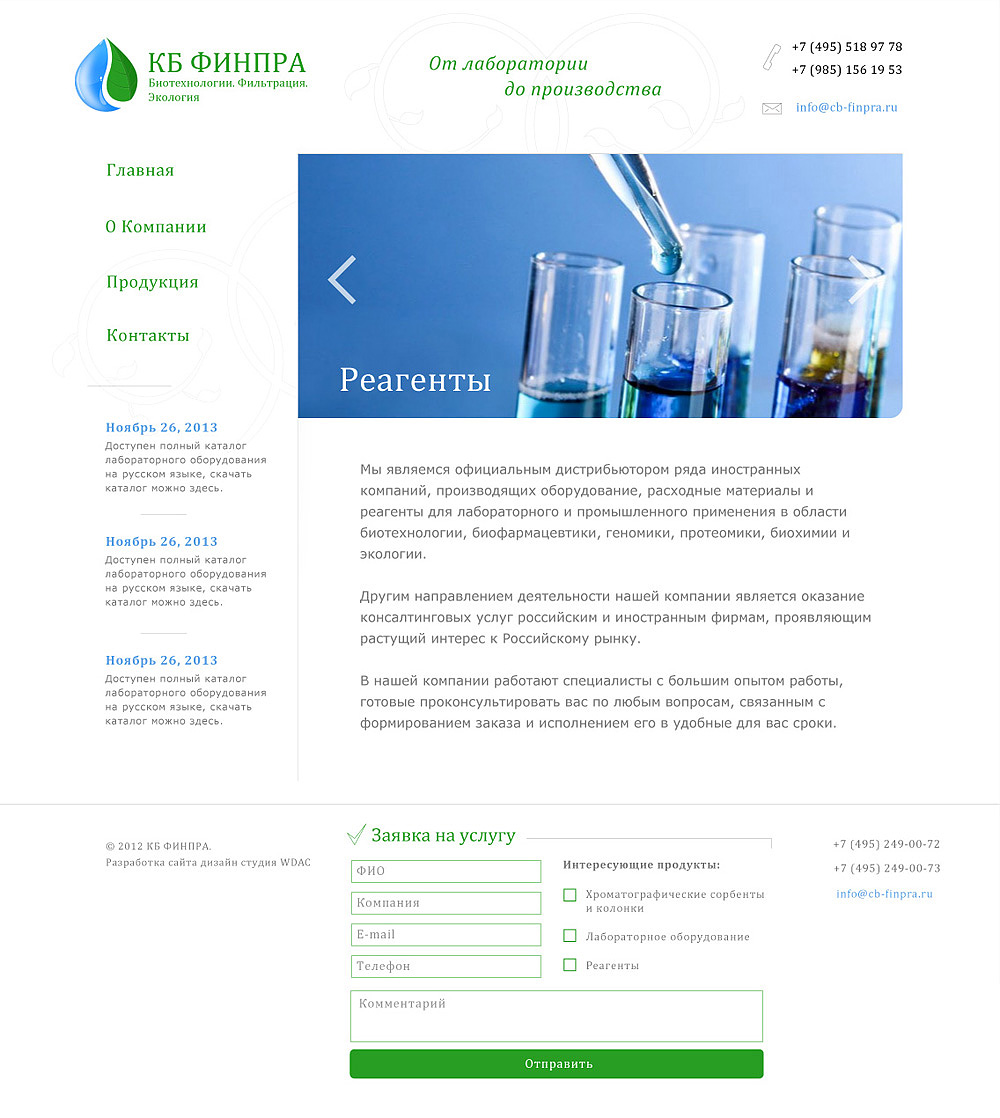 КБ ФИНПРА
Биотехнологии. Фильтрация.
Экология
От лаборатории
до производства
+7 (495) 518 97 78
+7 (985) 156 19 53
info@cb-finpra.ru
Главная
О Компании
Продукция
Контакты
Реагенты
Ноябрь 26, 2013
Доступен полный каталог
лабораторного оборудования
на русском языке, скачать
каталог можно здесь.
Ноябрь 26, 2013
Доступен полный каталог
лабораторного оборудования
на русском языке, скачать
каталог можно здесь.
Ноябрь 26, 2013
Доступен полный каталог
лабораторного оборудования
на русском языке, скачать
каталог можно здесь.
Мы являемся официальным дистрибьютором ряда иностранных
компаний, производящих оборудование, расходные материалы и
реагенты для лабораторного и промышленного применения в области
биотехнологии, биофармацевтики, геномики, протеомики, биохимии и
экологии.
Другим направлением деятельности нашей компании является оказание
консалтинговых услуг российским и иностранным фирмам, проявляющим
растущий интерес к Российскому рынку.
В нашей компании работают специалисты с большим опытом работы,
готовые проконсультировать вас по любым вопросам, связанным с
формированием заказа и исполнением его в удобные для вас сроки.
© 2012 КБ ФИНПРА.
Разработка сайта дизайн студия WDAC
Заявка на услугу
ФИО
Компания
E-mail
Телефон
Интересующие продукты:
Хроматографические сорбенты
и колонки
Лабораторное оборудование
Реагенты
Комментарий
Отправить
+7 (495) 249-00-72
+7 (495) 249-00-73
info@cb-finpra.ru